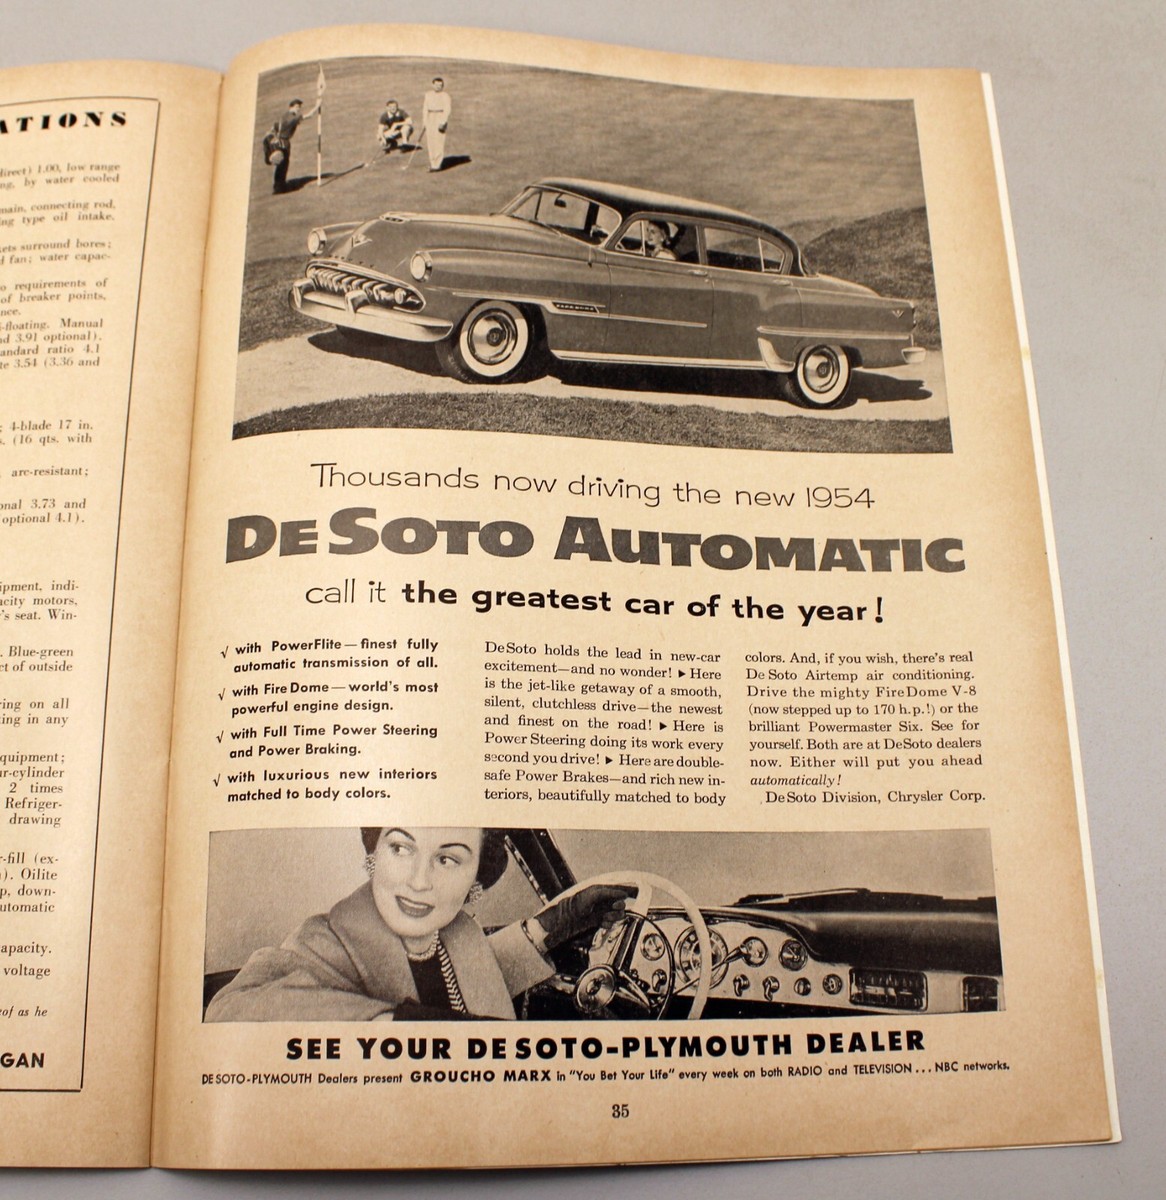 ATIONS
direct) 1.00, low range
ng, by water cooled
main, connecting rod,
ng type oil intake.
ets surround bores;
fan; water capac-
o requirements of
of breaker points,
nce.
-floating. Manual
nd 3.91 optional).
andard ratio 4.1
te 3.54 (3.36 and
; 4-blade 17 in.
s. (16 qts. with
arc-resistant;
onal 3.73 and
optional 4.1).
ipment, indi-
acity motors,
's seat. Win-
. Blue-green
ct of outside
ring on all
ting in any
quipment;
ur-cylinder
2 times
Refriger-
drawing
-fill (ex-
). Oilite
p, down-
utomatic
apacity.
voltage
of as he
GAN
Thousands now driving the new 1954
DeSoto Automatic
call it the greatest car of the year!
√ with PowerFlite—finest fully
automatic transmission of all.
√ with FireDome—world's most
powerful engine design.
√ with Full Time Power Steering
and Power Braking.
√ with luxurious new interiors
matched to body colors.
DeSoto holds the lead in new-car
excitement—and no wonder! ▶ Here
is the jet-like getaway of a smooth,
silent, clutchless drive—the newest
and finest on the road! ▶ Here is
Power Steering doing its work every
second you drive! ▶ Here are double-
safe Power Brakes—and rich new in-
teriors, beautifully matched to body
colors. And, if you wish, there's real
De Soto Airtemp air conditioning.
Drive the mighty FireDome V-8
(now stepped up to 170 h.p.!) or the
brilliant Powermaster Six. See for
yourself. Both are at DeSoto dealers
now. Either will put you ahead
automatically!
DeSoto Division, Chrysler Corp.
SEE YOUR DE SOTO-PLYMOUTH DEALER
DE SOTO-PLYMOUTH Dealers present GROUCHO MARX in "You Bet Your Life" every week on both RADIO and TELEVISION...NBC networks.
35